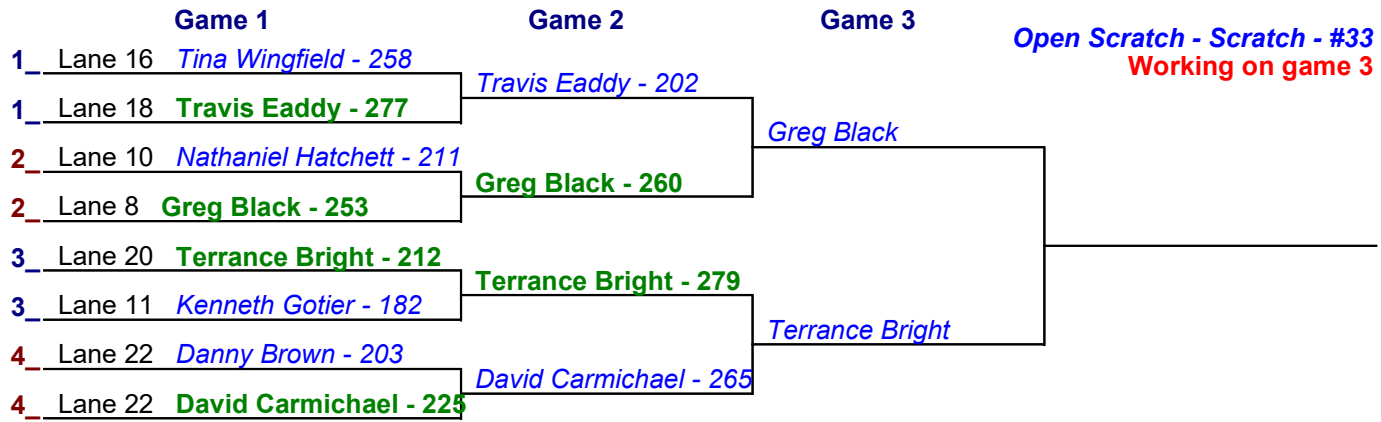 Game 1 Game 2 Game 3
Open Scratch - Scratch - #33
Working on game 3
1_ Lane 16 Tina Wingfield - 258
Travis Eaddy - 202
1_ Lane 18 Travis Eaddy - 277
Greg Black
2_ Lane 10 Nathaniel Hatchett - 211
Greg Black - 260
2_ Lane 8 Greg Black - 253
3_ Lane 20 Terrance Bright - 212
Terrance Bright - 279
3_ Lane 11 Kenneth Gotier - 182
Terrance Bright
4_ Lane 22 Danny Brown - 203
David Carmichael - 265
4_ Lane 22 David Carmichael - 225